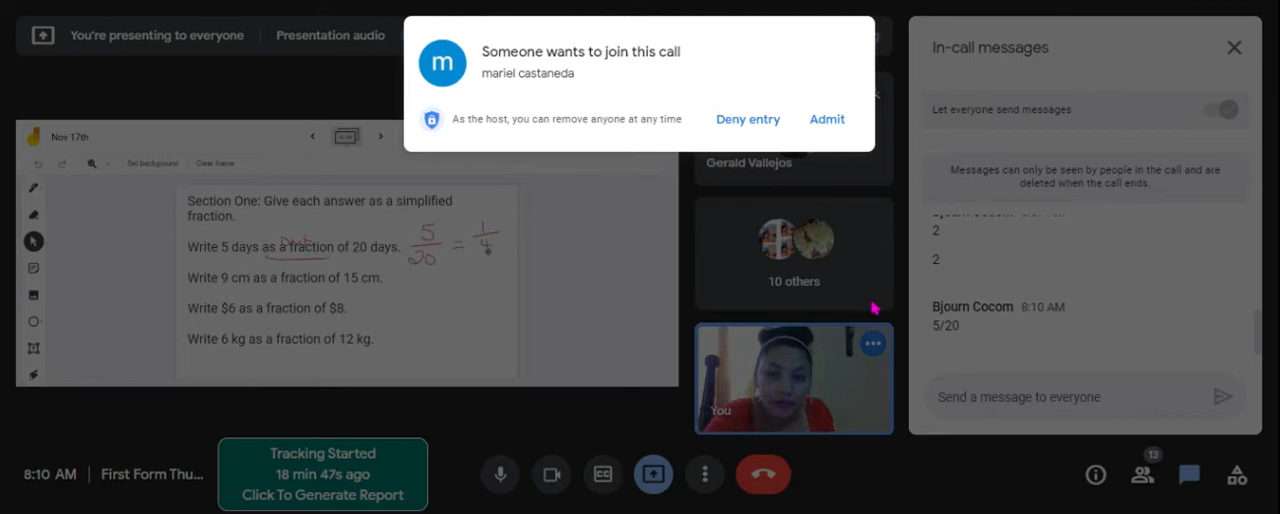 You're presenting to everyone
Presentation audio
m
Someone wants to join this call
mariel castaneda
As the host, you can remove anyone at any time
Deny entry
Admit
In-call messages
Let everyone send messages
Messages can only be seen by people in the call and are
deleted when the call ends.
Nov 17th
Set background
Clear frame
Section One: Give each answer as a simplified
fraction.
Write 5 days as a fraction of 20 days. 5/20 = 1/4
Write 9 cm as a fraction of 15 cm.
Write $6 as a fraction of $8.
Write 6 kg as a fraction of 12 kg.
Gerald Vallejos
10 others
You
Bjourn Cocom
2
2
Bjourn Cocom 8:10 AM
5/20
Send a message to everyone
8:10 AM
First Form Thu...
Tracking Started
18 min 47s ago
Click To Generate Report
CC
13